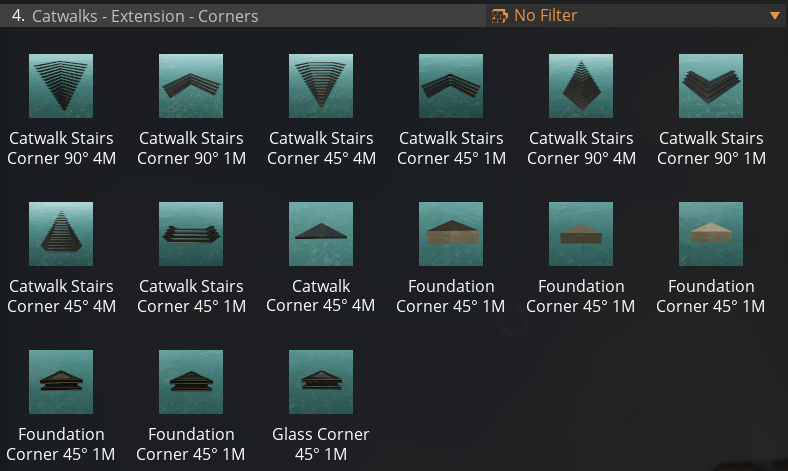 4. Catwalks - Extension - Corners No Filter
Catwalk Stairs Catwalk Stairs Catwalk Stairs Catwalk Stairs Catwalk Stairs Catwalk Stairs
Corner 90° 4M Corner 90° 1M Corner 45° 4M Corner 45° 1M Corner 90° 4M Corner 90° 1M
Catwalk Stairs Catwalk Stairs Catwalk Foundation Foundation Foundation
Corner 45° 4M Corner 45° 1M Corner 45° 4M Corner 45° 1M Corner 45° 1M Corner 45° 1M
Foundation Foundation Glass Corner
Corner 45° 1M Corner 45° 1M 45° 1M